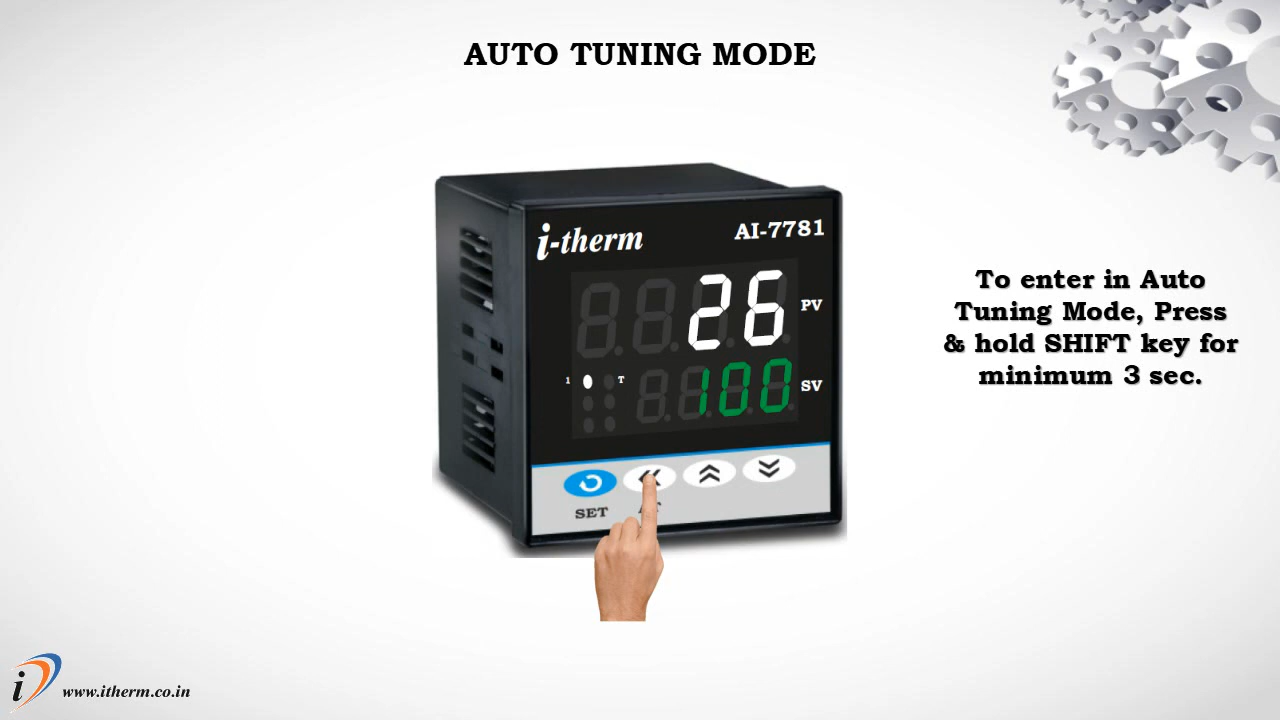 AUTO TUNING MODE
i-therm
AI-7781
26
PV
To enter in Auto
Tuning Mode, Press
& hold SHIFT key for
minimum 3 sec.
1
T
100
SV
SET
i www.itherm.co.in